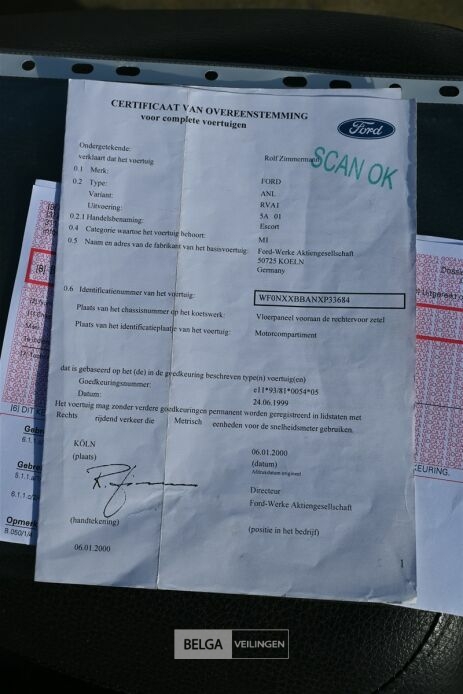 CERTIFICAAT VAN OVEREENSTEMMING
voor complete voertuigen
Ford
SCAN OK
Ondergetekende: Rolf Zimmermann
verklaart dat het voertuig
0.1 Merk: FORD
0.2 Type: ANL
Variant: RVA1
Uitvoering: 5A 01
0.2.1 Handelsbenaming: Escort
0.4 Categorie waartoe het voertuig behoort: M1
0.5 Naam en adres van de fabrikant van het basisvoertuig: Ford-Werke Aktiengesellschaft
50725 KOELN
Germany
0.6 Identificatienummer van het voertuig: WF0NXXBBANXP33684
Plaats van het chassisnummer op het koetswerk: Vloerpaneel vooraan de rechtervoor zetel
Plaats van het identificatieplaatje van het voertuig: Motorcompartiment
dat is gebaseerd op het (de) in de goedkeuring beschreven type(n) voertuig(en)
Goedkeuringsnummer: e11*93/81*0054*05
Datum: 24.06.1999
Het voertuig mag zonder verdere goedkeuringen permanent worden geregistreerd in lidstaten met
Rechts rijdend verkeer die Metrisch eenheden voor de snelheidsmeter gebruiken.
KÖLN 06.01.2000
(plaats) (datum)
Afdrukdatum origineel
Directeur
Ford-Werke Aktiengesellschaft
(handtekening) (positie in het bedrijf)
06.01.2000
1
BELGA VEILINGEN